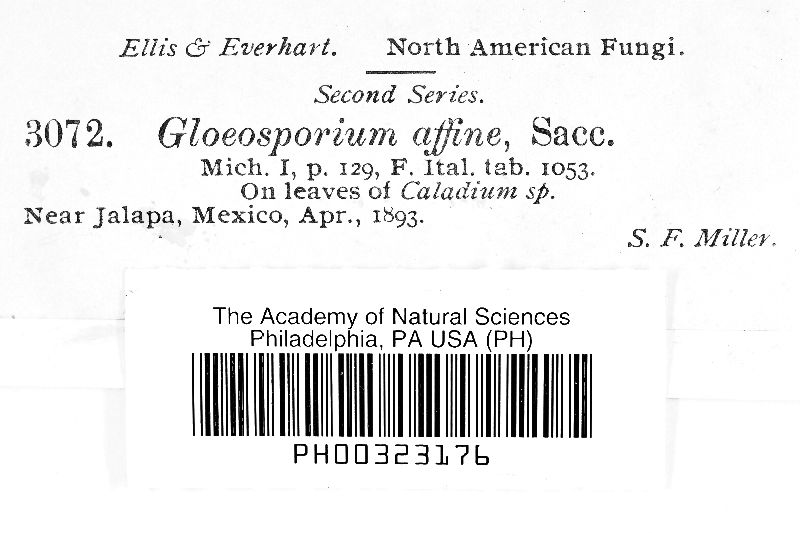 Ellis & Everhart. North American Fungi.
Second Series.
3072. Gloeosporium affine, Sacc.
Mich. I, p. 129, F. Ital. tab. 1053.
On leaves of Caladium sp.
Near Jalapa, Mexico, Apr., 1893.
S. F. Miller.
The Academy of Natural Sciences
Philadelphia, PA USA (PH)
PH00323176